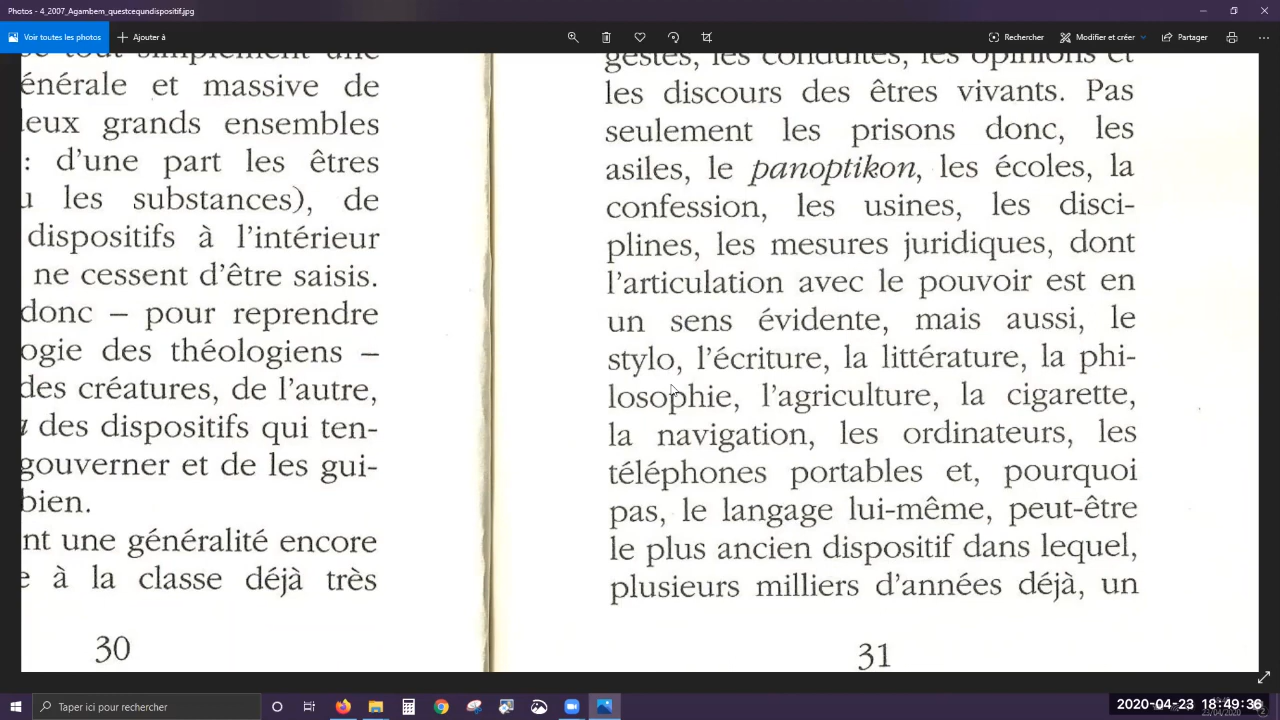 Photos - 4_2007_Agambem_questcequndispositif.jpg
Voir toutes les photos
Ajouter à
Rechercher
Modifier et créer
Partager
tout simplement une
énérale et massive de
eux grands ensembles
: d'une part les êtres
les substances), de
dispositifs à l'intérieur
ne cessent d'être saisis.
donc – pour reprendre
ogie des théologiens –
des créatures, de l'autre,
des dispositifs qui ten-
gouverner et de les gui-
bien.
nt une généralité encore
e à la classe déjà très
30
gestes, les conduites, les opinions et
les discours des êtres vivants. Pas
seulement les prisons donc, les
asiles, le panoptikon, les écoles, la
confession, les usines, les disci-
plines, les mesures juridiques, dont
l'articulation avec le pouvoir est en
un sens évidente, mais aussi, le
stylo, l'écriture, la littérature, la phi-
losophie, l'agriculture, la cigarette,
la navigation, les ordinateurs, les
téléphones portables et, pourquoi
pas, le langage lui-même, peut-être
le plus ancien dispositif dans lequel,
plusieurs milliers d'années déjà, un
31
Taper ici pour rechercher
2020-04-23 18:49:36